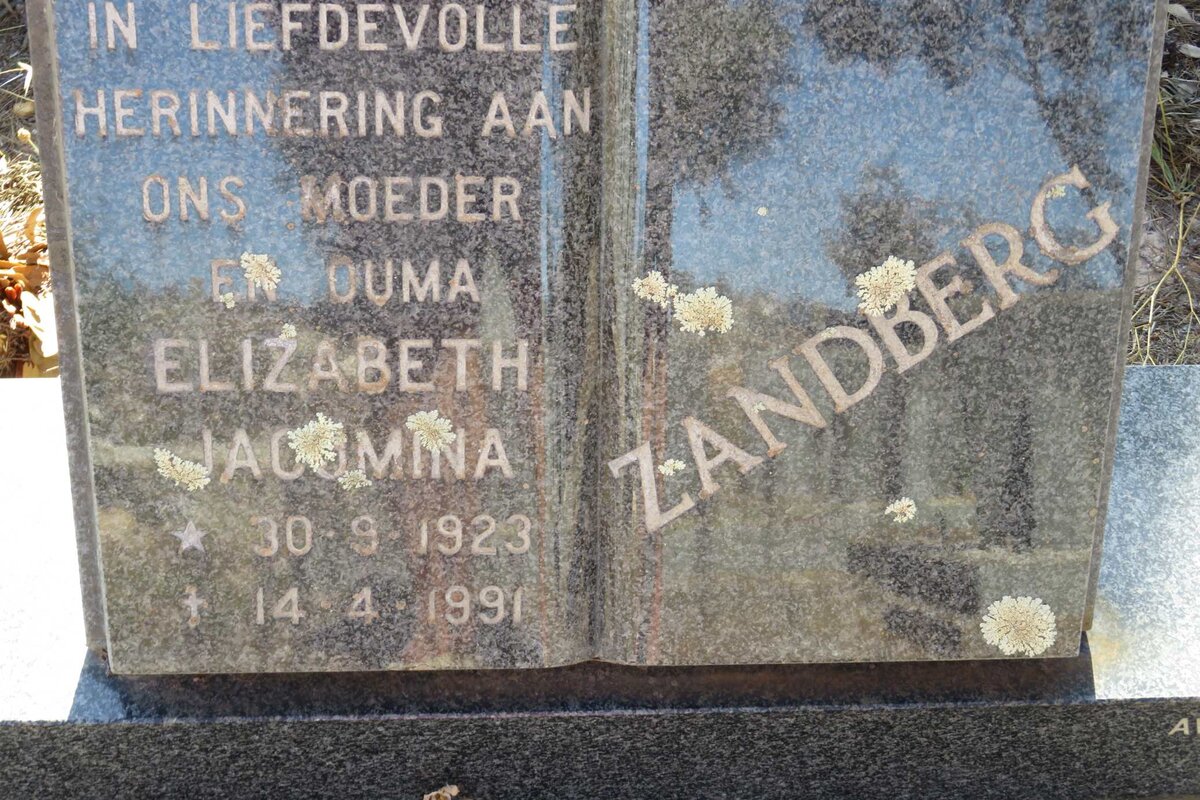 IN LIEFDEVOLLE
HERINNERING AAN
ONS MOEDER
EN OUMA
ELIZABETH
JACOMINA
★ 30·9·1923
✝ 14·4·1991
ZANDBERG